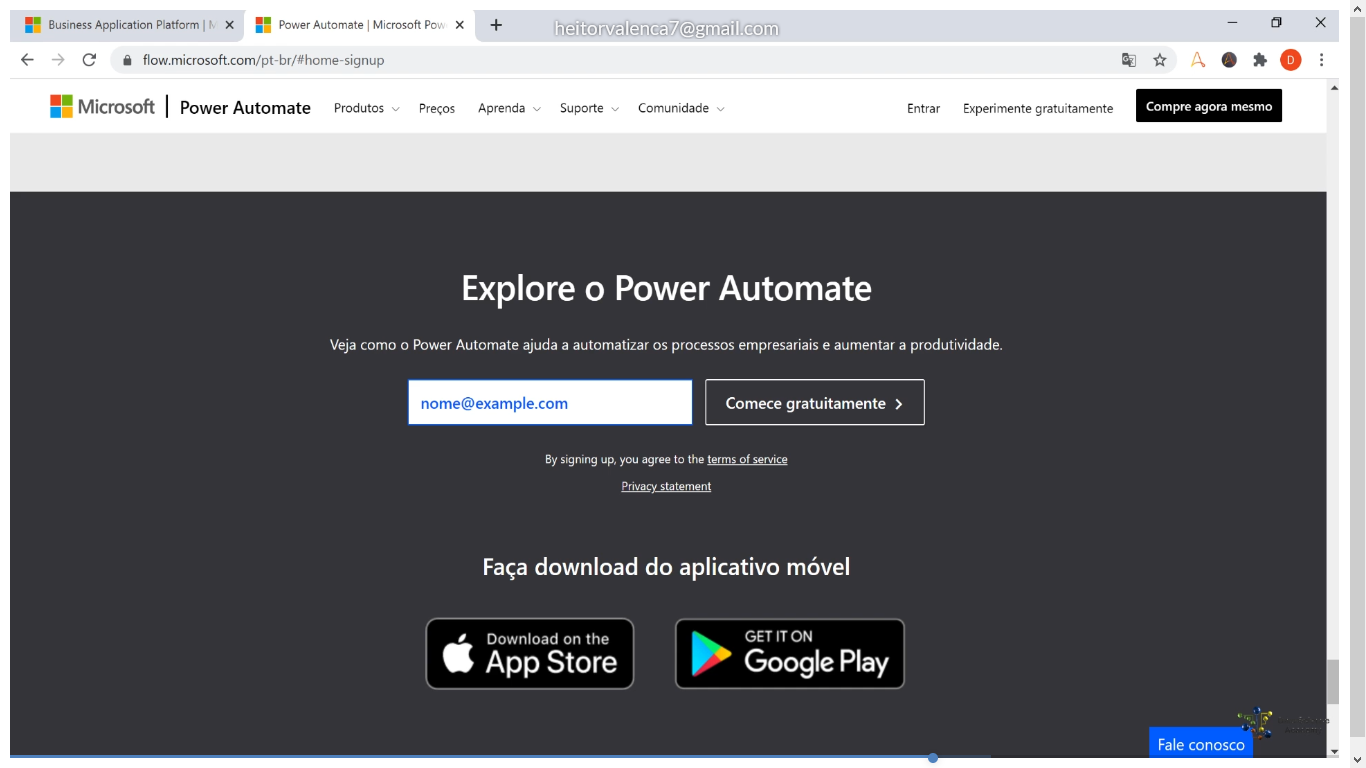 Business Application Platform | M
Power Automate | Microsoft Pow
heitorvalenca7@gmail.com
flow.microsoft.com/pt-br/#home-signup
D
Microsoft | Power Automate
Produtos
Preços
Aprenda
Suporte
Comunidade
Entrar
Experimente gratuitamente
Compre agora mesmo
Explore o Power Automate
Veja como o Power Automate ajuda a automatizar os processos empresariais e aumentar a produtividade.
nome@example.com
Comece gratuitamente
By signing up, you agree to the terms of service
Privacy statement
Faça download do aplicativo móvel
Download on the
App Store
GET IT ON
Google Play
Fale conosco